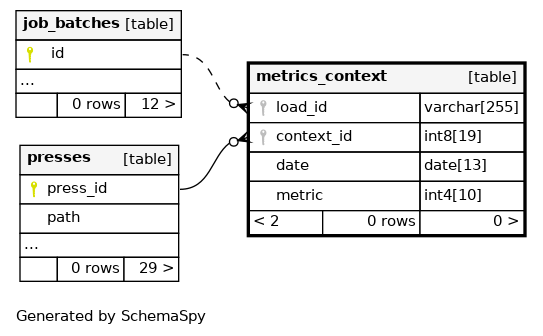 job_batches [table]
id
...
0 rows 12 >
presses [table]
press_id
path
...
0 rows 29 >
metrics_context [table]
load_id varchar[255]
context_id int8[19]
date date[13]
metric int4[10]
< 2 0 rows 0 >
Generated by SchemaSpy